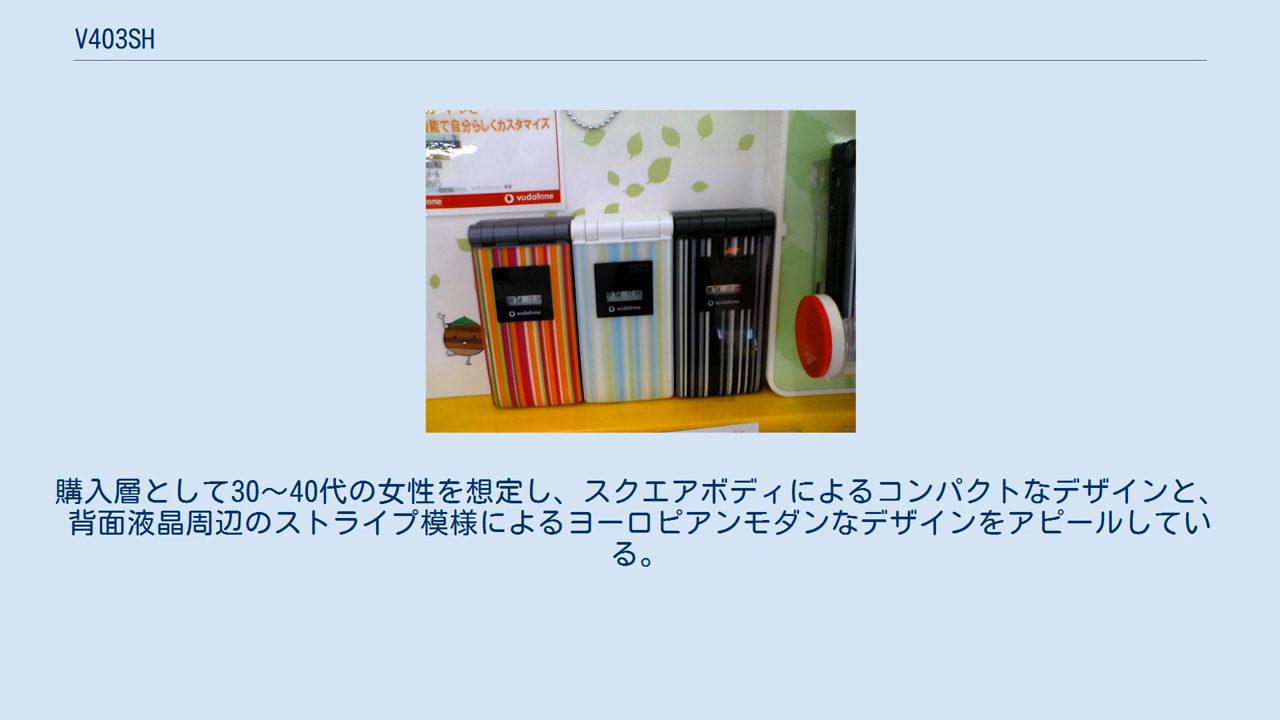 V403SH
能で自分らしくカスタマイズ
vodafone
vodafone
vodafone
vodafone
購入層として30〜40代の女性を想定し、スクエアボディによるコンパクトなデザインと、
背面液晶周辺のストライプ模様によるヨーロピアンモダンなデザインをアピールしてい
る。